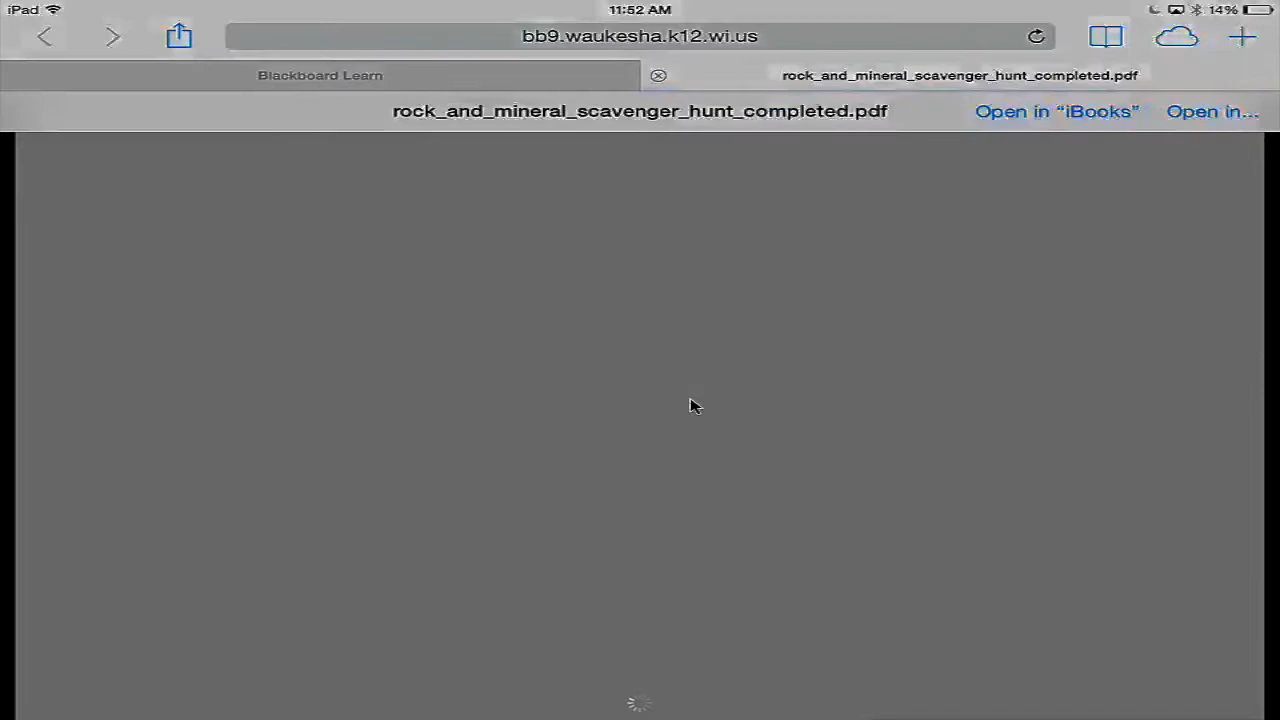 iPad 11:52 AM 14%
bb9.waukesha.k12.wi.us
Blackboard Learn rock_and_mineral_scavenger_hunt_completed.pdf
rock_and_mineral_scavenger_hunt_completed.pdf Open in “iBooks” Open in...